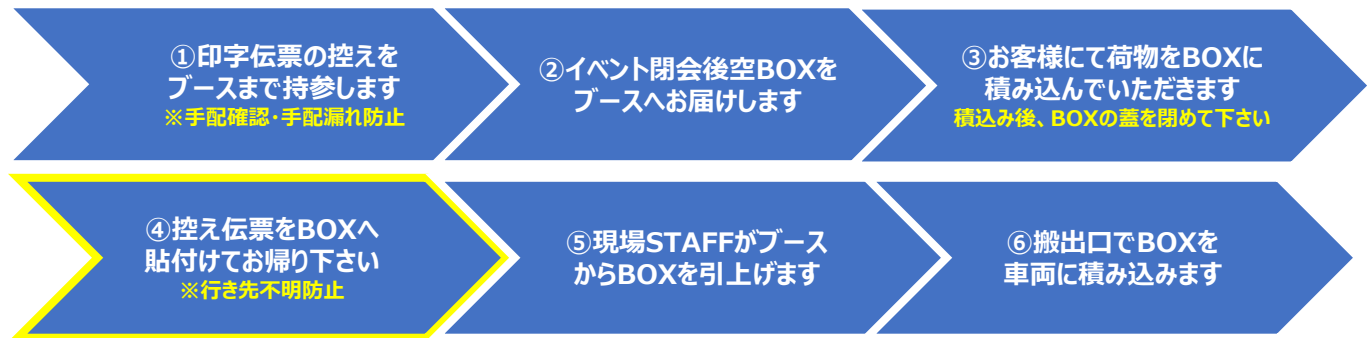 ①印字伝票の控えを
ブースまで持参します
※手配確認・手配漏れ防止
②イベント閉会後空BOXを
ブースへお届けします
③お客様にて荷物をBOXに
積み込んでいただきます
積込み後、BOXの蓋を閉めて下さい
④控え伝票をBOXへ
貼付けてお帰り下さい
※行き先不明防止
⑤現場STAFFがブース
からBOXを引上げます
⑥搬出口でBOXを
車両に積み込みます